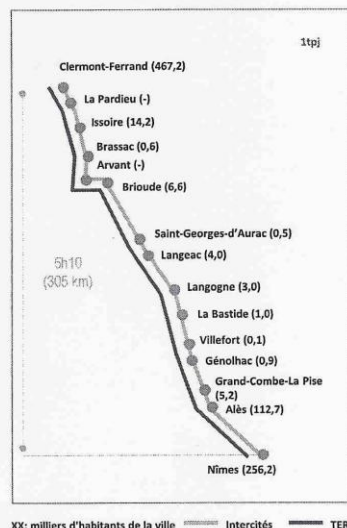 1tpj
Clermont-Ferrand (467,2)
La Pardieu (-)
Issoire (14,2)
Brassac (0,6)
Arvant (-)
Brioude (6,6)
Saint-Georges-d'Aurac (0,5)
Langeac (4,0)
5h10
(305 km)
Langogne (3,0)
La Bastide (1,0)
Villefort (0,1)
Génolhac (0,9)
Grand-Combe-La Pise
(5,2)
Alès (112,7)
Nîmes (256,2)
XX: milliers d'habitants de la ville Intercités TER